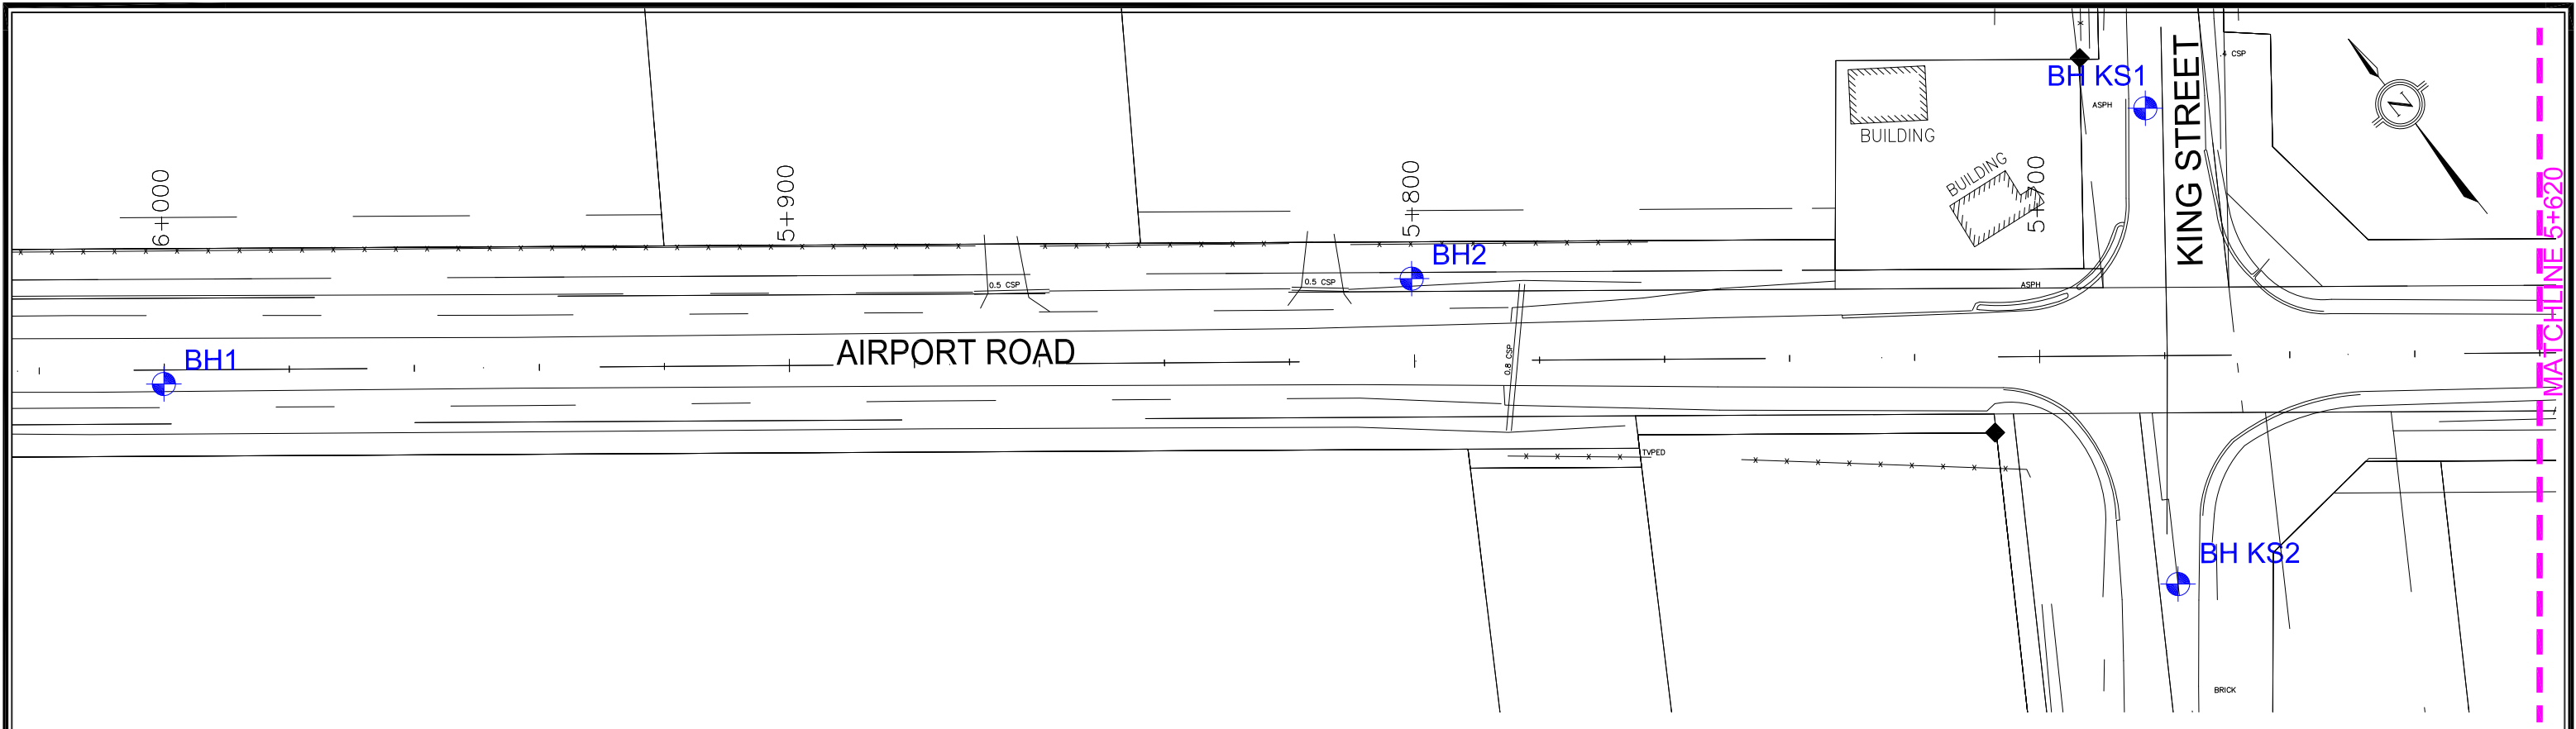 BH KS1
KING STREET
.4 CSP
ASPH
N
BUILDING
BUILDING
6+000
5+900
5+800
5+700
MATCHLINE 5+620
BH2
0.5 CSP
0.5 CSP
ASPH
BH1
AIRPORT ROAD
0.8 CSP
TVPED
BH KS2
BRICK